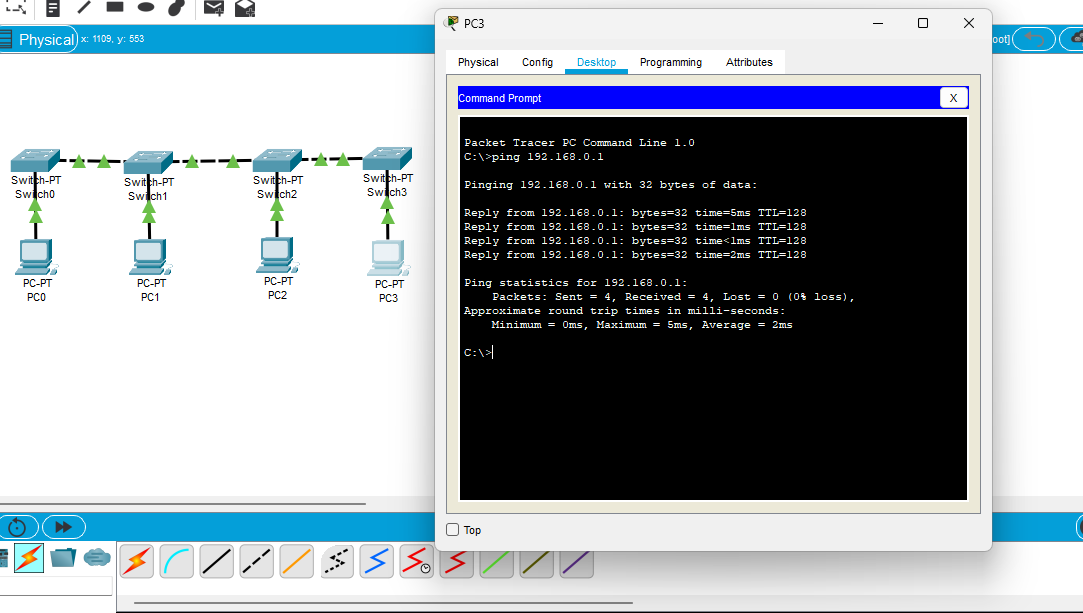 Physical x: 1109, y: 553
oot]
Switch-PT
Switch0
Switch-PT
Switch1
Switch-PT
Switch2
Switch-PT
Switch3
PC-PT
PC0
PC-PT
PC1
PC-PT
PC2
PC-PT
PC3
PC3
Physical Config Desktop Programming Attributes
Command Prompt X
Packet Tracer PC Command Line 1.0
C:\>ping 192.168.0.1
Pinging 192.168.0.1 with 32 bytes of data:
Reply from 192.168.0.1: bytes=32 time=5ms TTL=128
Reply from 192.168.0.1: bytes=32 time=1ms TTL=128
Reply from 192.168.0.1: bytes=32 time<1ms TTL=128
Reply from 192.168.0.1: bytes=32 time=2ms TTL=128
Ping statistics for 192.168.0.1:
Packets: Sent = 4, Received = 4, Lost = 0 (0% loss),
Approximate round trip times in milli-seconds:
Minimum = 0ms, Maximum = 5ms, Average = 2ms
C:\>
Top